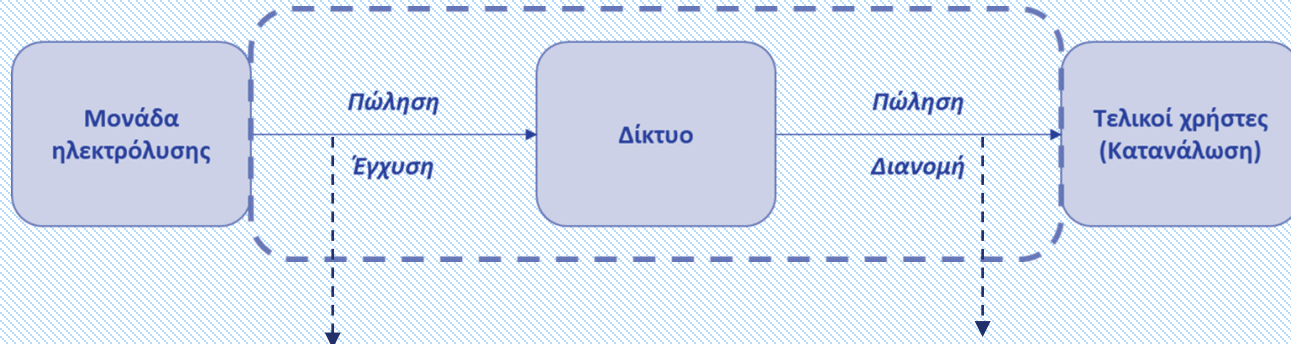 Μονάδα
ηλεκτρόλυσης
Πώληση
Έγχυση
Δίκτυο
Πώληση
Διανομή
Τελικοί χρήστες
(Κατανάλωση)